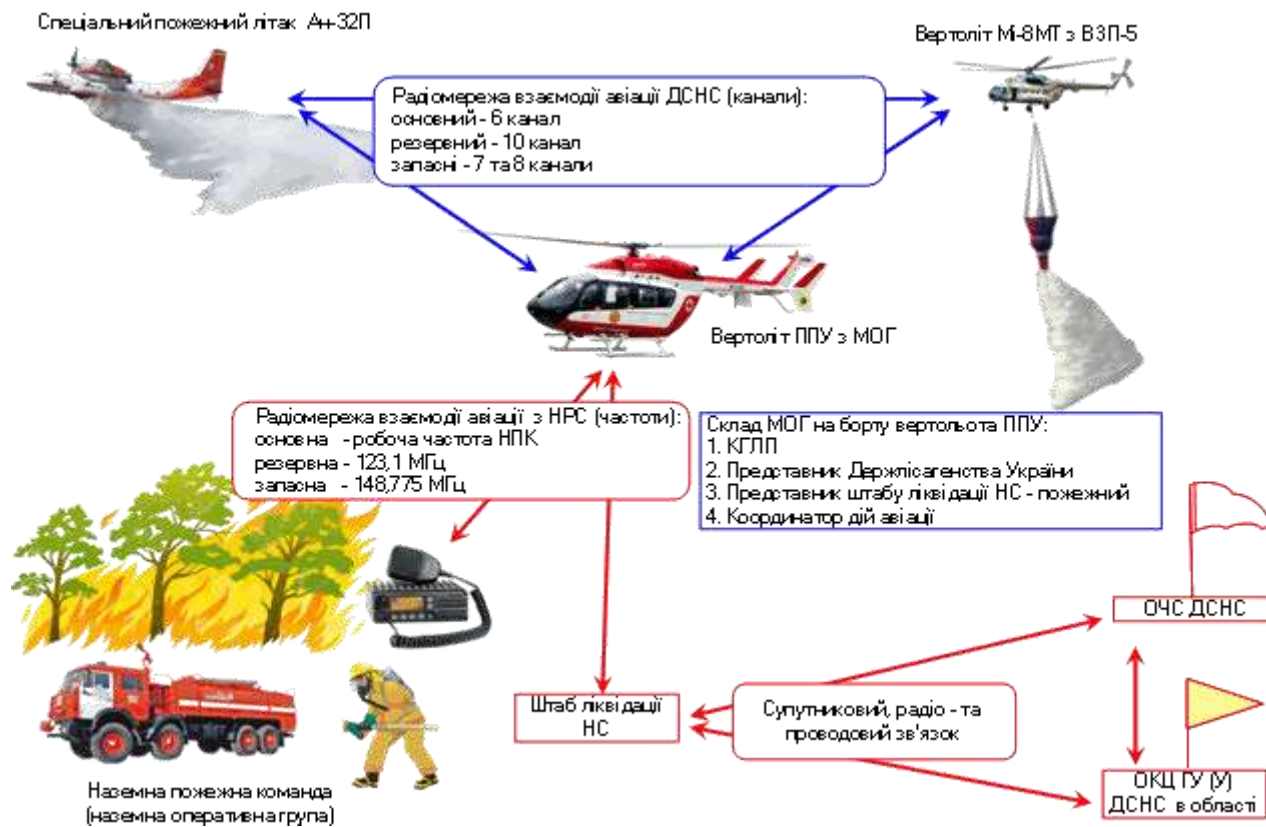 Спеціальний пожежний літак Ан-32П
Вертоліт Мі-8МТ з ВЗП-5
Радіомережа взаємодії авіації ДСНС (канали):
основний - 6 канал
резервний - 10 канал
запасні - 7 та 8 канали
Вертоліт ППУ з МОГ
Радіомережа взаємодії авіації з НРС (частоти):
основна - робоча частота НПК
резервна - 123,1 МГц
запасна - 148,775 МГц
Склад МОГ на борту вертольота ППУ:
1. КГЛП
2. Представник Держлісагенства України
3. Представник штабу ліквідації НС - пожежний
4. Координатор дій авіації
ОЧС ДСНС
Штаб ліквідації
НС
Супутниковий, радіо - та
проводовий зв'язок
ОКЦ ГУ (У)
ДСНС в області
Наземна пожежна команда
(наземна оперативна група)